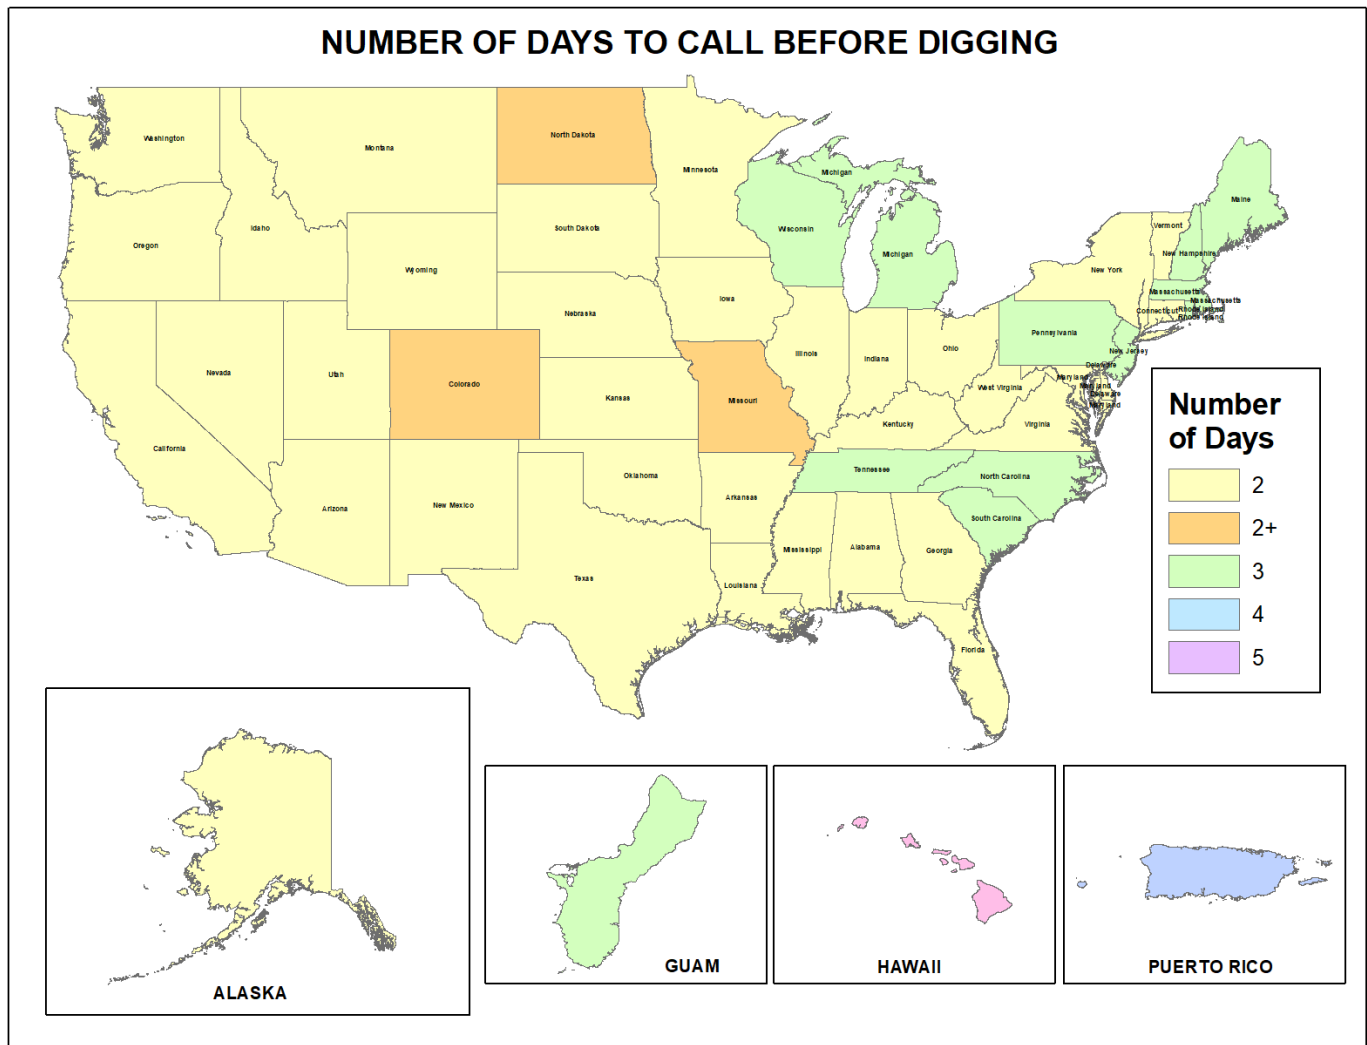 NUMBER OF DAYS TO CALL BEFORE DIGGING
Washington
Montana
North Dakota
Minnesota
Michigan
Maine
Oregon
Idaho
South Dakota
Wisconsin
Vermont
Wyoming
Michigan
New Hampshire
New York
Iowa
Massachusetts
Massachusetts
Nebraska
Connecticut
Rhode Island
Rhode Island
Pennsylvania
Ohio
New Jersey
Nevada
Utah
Colorado
Illinois
Indiana
Delaware
Maryland
Maryland
West Virginia
Delaware
Maryland
Kansas
Missouri
Kentucky
Virginia
California
Tennessee
North Carolina
Oklahoma
Arkansas
Arizona
New Mexico
South Carolina
Mississippi
Alabama
Georgia
Texas
Louisiana
Florida
Number
of Days
2
2+
3
4
5
ALASKA
GUAM
HAWAII
PUERTO RICO